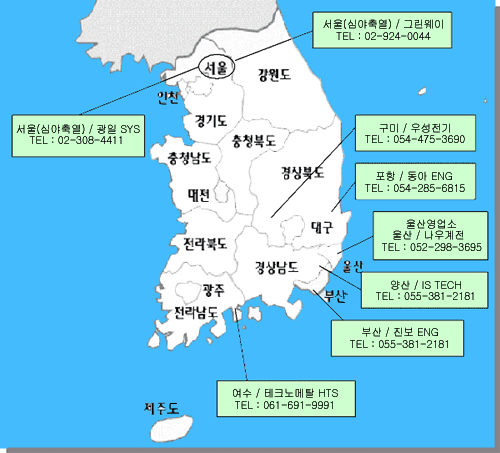 서울(심야축열) / 그린웨이
TEL : 02-924-0044
서울
강원도
인천
경기도
서울(심야축열) / 광일 SYS
TEL : 02-308-4411
구미 / 우성전기
TEL : 054-475-3690
충청북도
충청남도
경상북도
포항 / 동아 ENG
TEL : 054-285-6815
대전
대구
울산영업소
울산 / 나우계전
TEL : 052-298-3695
전라북도
경상남도
울산
양산 / IS TECH
TEL : 055-381-2181
광주
부산
전라남도
부산 / 진보 ENG
TEL : 055-381-2181
여수 / 테크노메탈 HTS
TEL : 061-691-9991
제주도